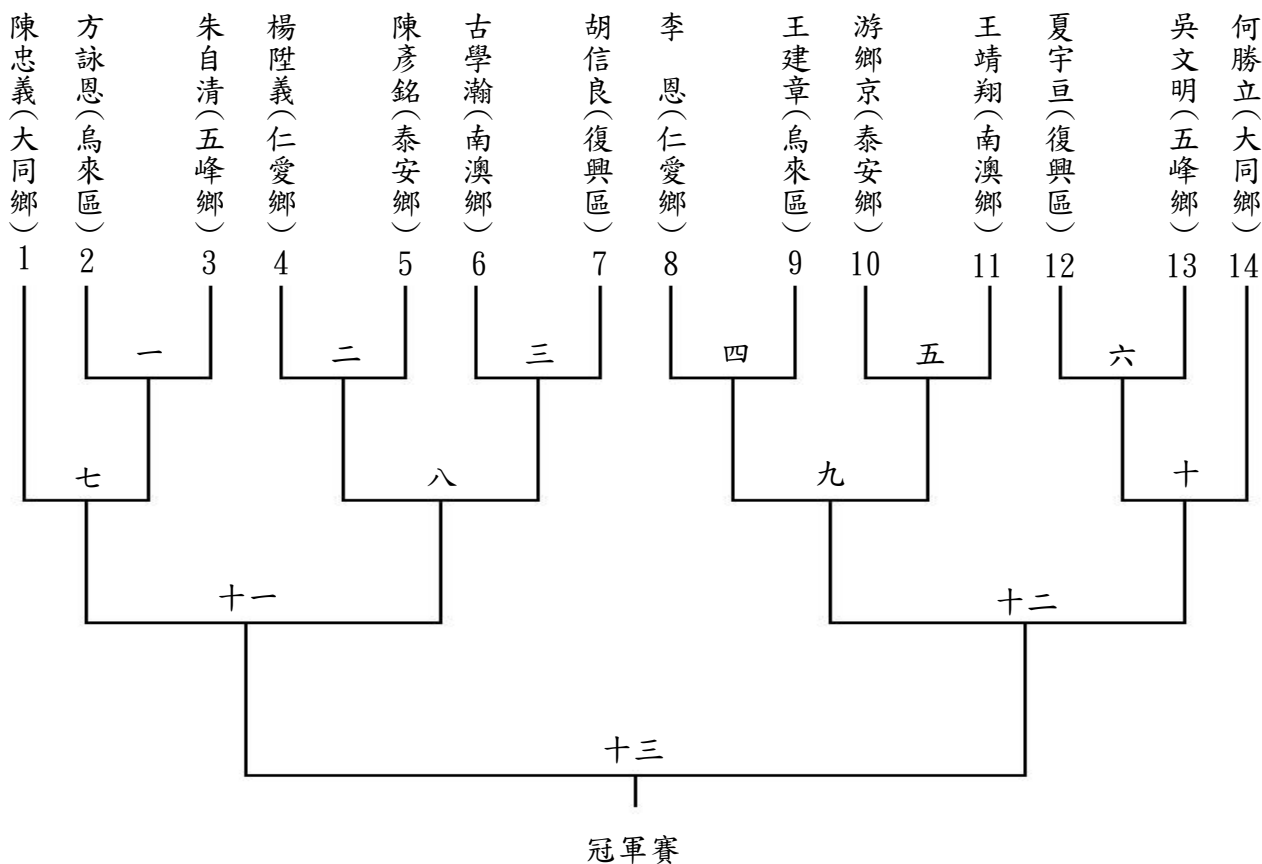 陳忠義(大同鄉)
方詠恩(烏來區)
朱自清(五峰鄉)
楊陞義(仁愛鄉)
陳彥銘(泰安鄉)
古學瀚(南澳鄉)
胡信良(復興區)
李　恩(仁愛鄉)
王建章(烏來區)
游鄉京(泰安鄉)
王靖翔(南澳鄉)
夏宇亘(復興區)
吳文明(五峰鄉)
何勝立(大同鄉)
1 2 3 4 5 6 7 8 9 10 11 12 13 14
一 二 三 四 五 六
七 八 九 十
十一 十二
十三
冠軍賽